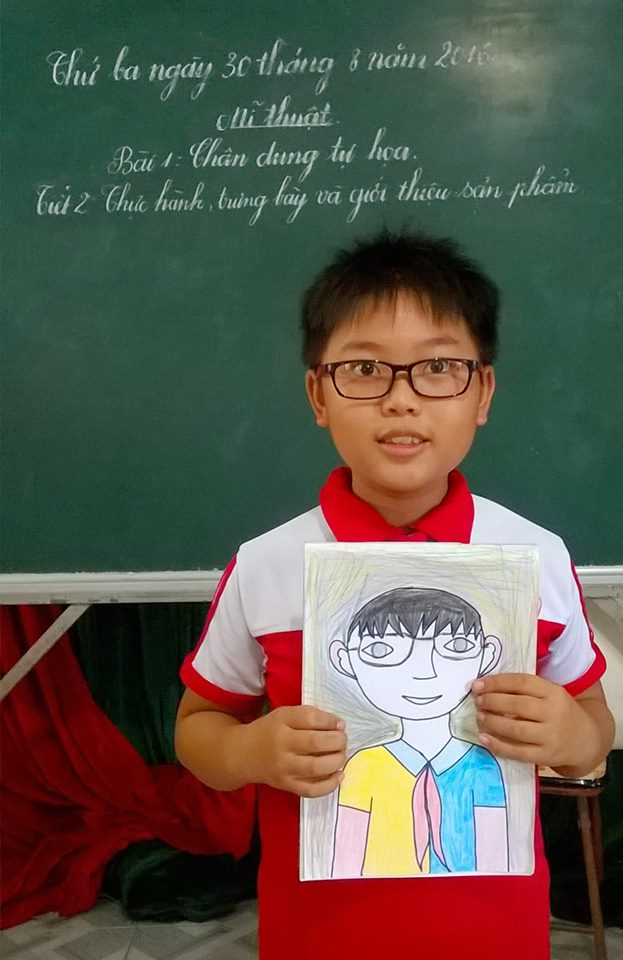 Thứ ba ngày 30 tháng 8 năm 2016
Mĩ thuật.
Bài 1: Chân dung tự họa.
Tiết 2 Thực hành, trưng bày và giới thiệu sản phẩm